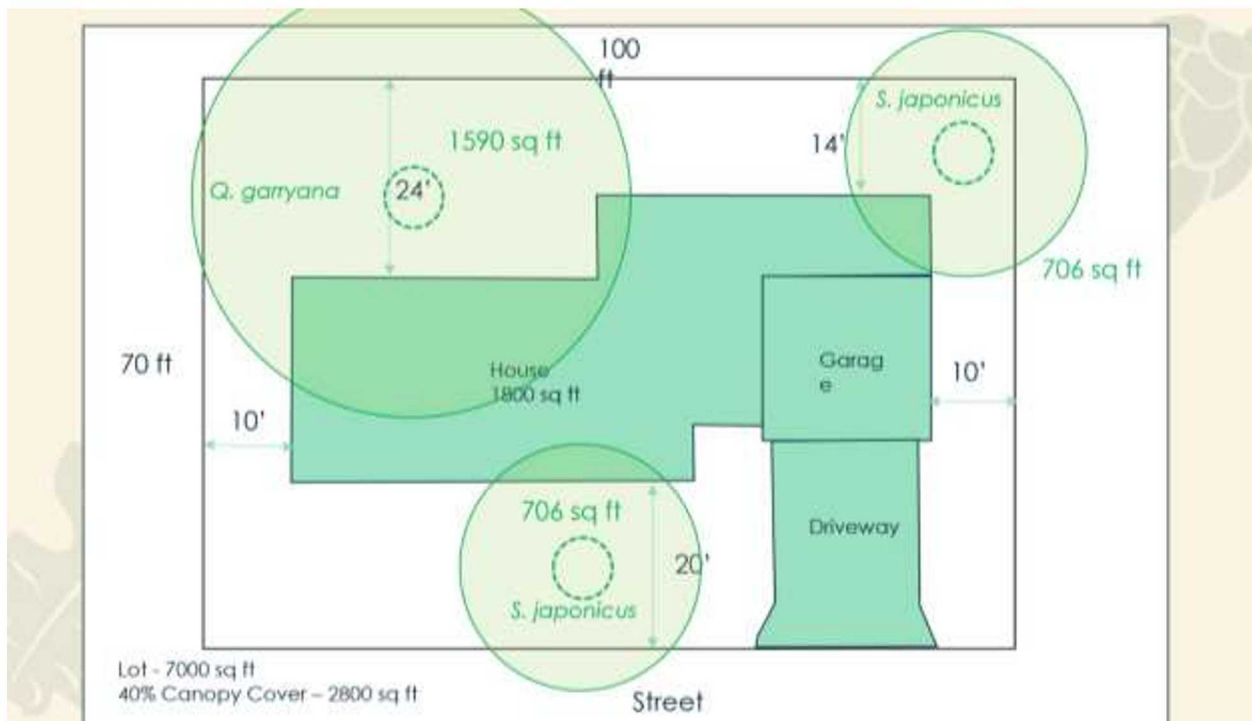 100
ft
S. japonicus
1590 sq ft
14'
Q. garryana
24'
706 sq ft
70 ft
House
1800 sq ft
Garag
e
10'
10'
706 sq ft
Driveway
20'
S. japonicus
Lot - 7000 sq ft
40% Canopy Cover – 2800 sq ft
Street